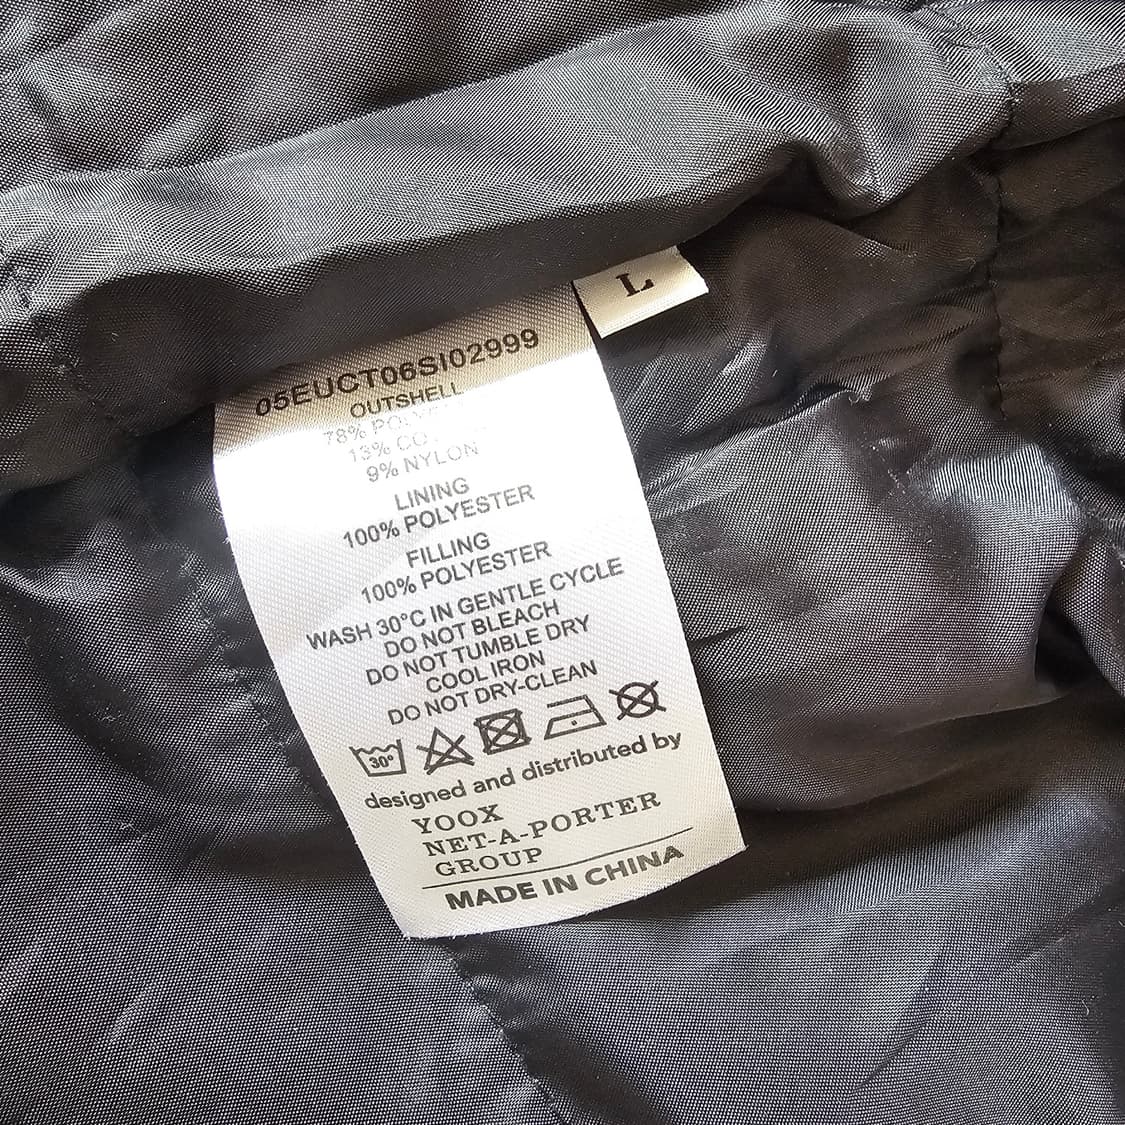 L
05EUCT06SI02999
OUTSHELL
78%
13%
9% NYLON
LINING
100% POLYESTER
FILLING
100% POLYESTER
WASH 30°C IN GENTLE CYCLE
DO NOT BLEACH
DO NOT TUMBLE DRY
COOL IRON
DO NOT DRY-CLEAN
30°
designed and distributed by
YOOX
NET-A-PORTER
GROUP
MADE IN CHINA